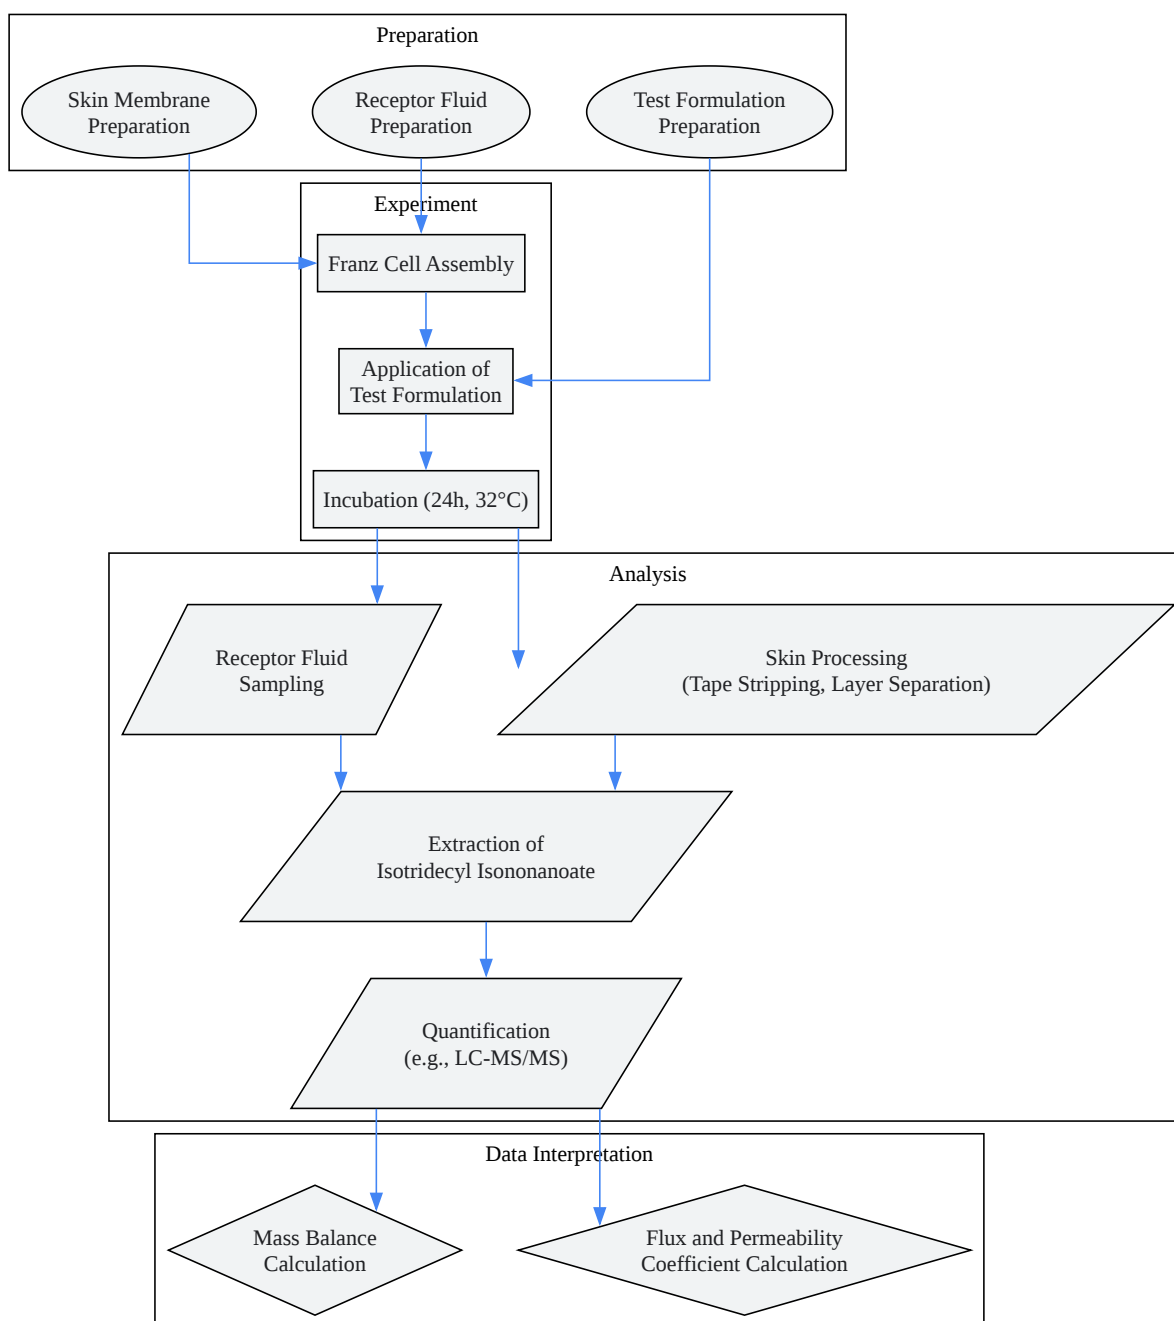 Preparation
Skin Membrane
Preparation
Receptor Fluid
Preparation
Test Formulation
Preparation
Experiment
Franz Cell Assembly
Application of
Test Formulation
Incubation (24h, 32°C)
Analysis
Receptor Fluid
Sampling
Skin Processing
(Tape Stripping, Layer Separation)
Extraction of
Isotridecyl Isononanoate
Quantification
(e.g., LC-MS/MS)
Data Interpretation
Mass Balance
Calculation
Flux and Permeability
Coefficient Calculation